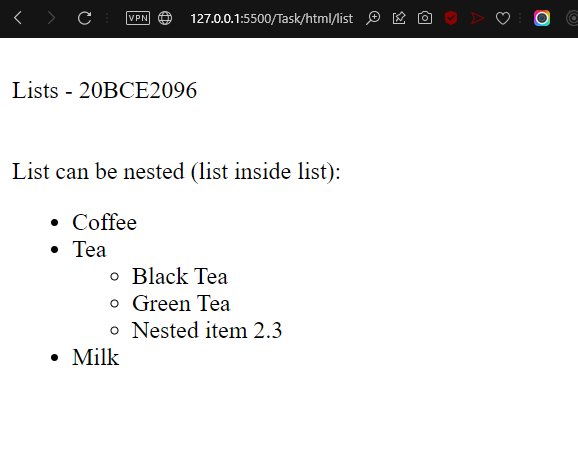 VPN 127.0.0.1:5500/Task/html/list
Lists - 20BCE2096
List can be nested (list inside list):
Coffee
Tea
Black Tea
Green Tea
Nested item 2.3
Milk